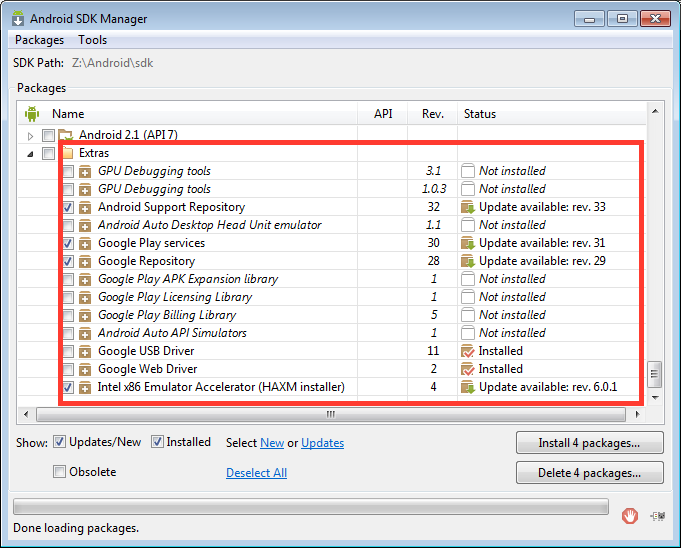 Android SDK Manager
Packages Tools
SDK Path: Z:\Android\sdk
Packages
Name API Rev. Status
Android 2.1 (API 7)
Extras
GPU Debugging tools 3.1 Not installed
GPU Debugging tools 1.0.3 Not installed
Android Support Repository 32 Update available: rev. 33
Android Auto Desktop Head Unit emulator 1.1 Not installed
Google Play services 30 Update available: rev. 31
Google Repository 28 Update available: rev. 29
Google Play APK Expansion library 1 Not installed
Google Play Licensing Library 1 Not installed
Google Play Billing Library 5 Not installed
Android Auto API Simulators 1 Not installed
Google USB Driver 11 Installed
Google Web Driver 2 Installed
Intel x86 Emulator Accelerator (HAXM installer) 4 Update available: rev. 6.0.1
Show: Updates/New Installed Select New or Updates Install 4 packages...
Obsolete Deselect All Delete 4 packages...
Done loading packages.